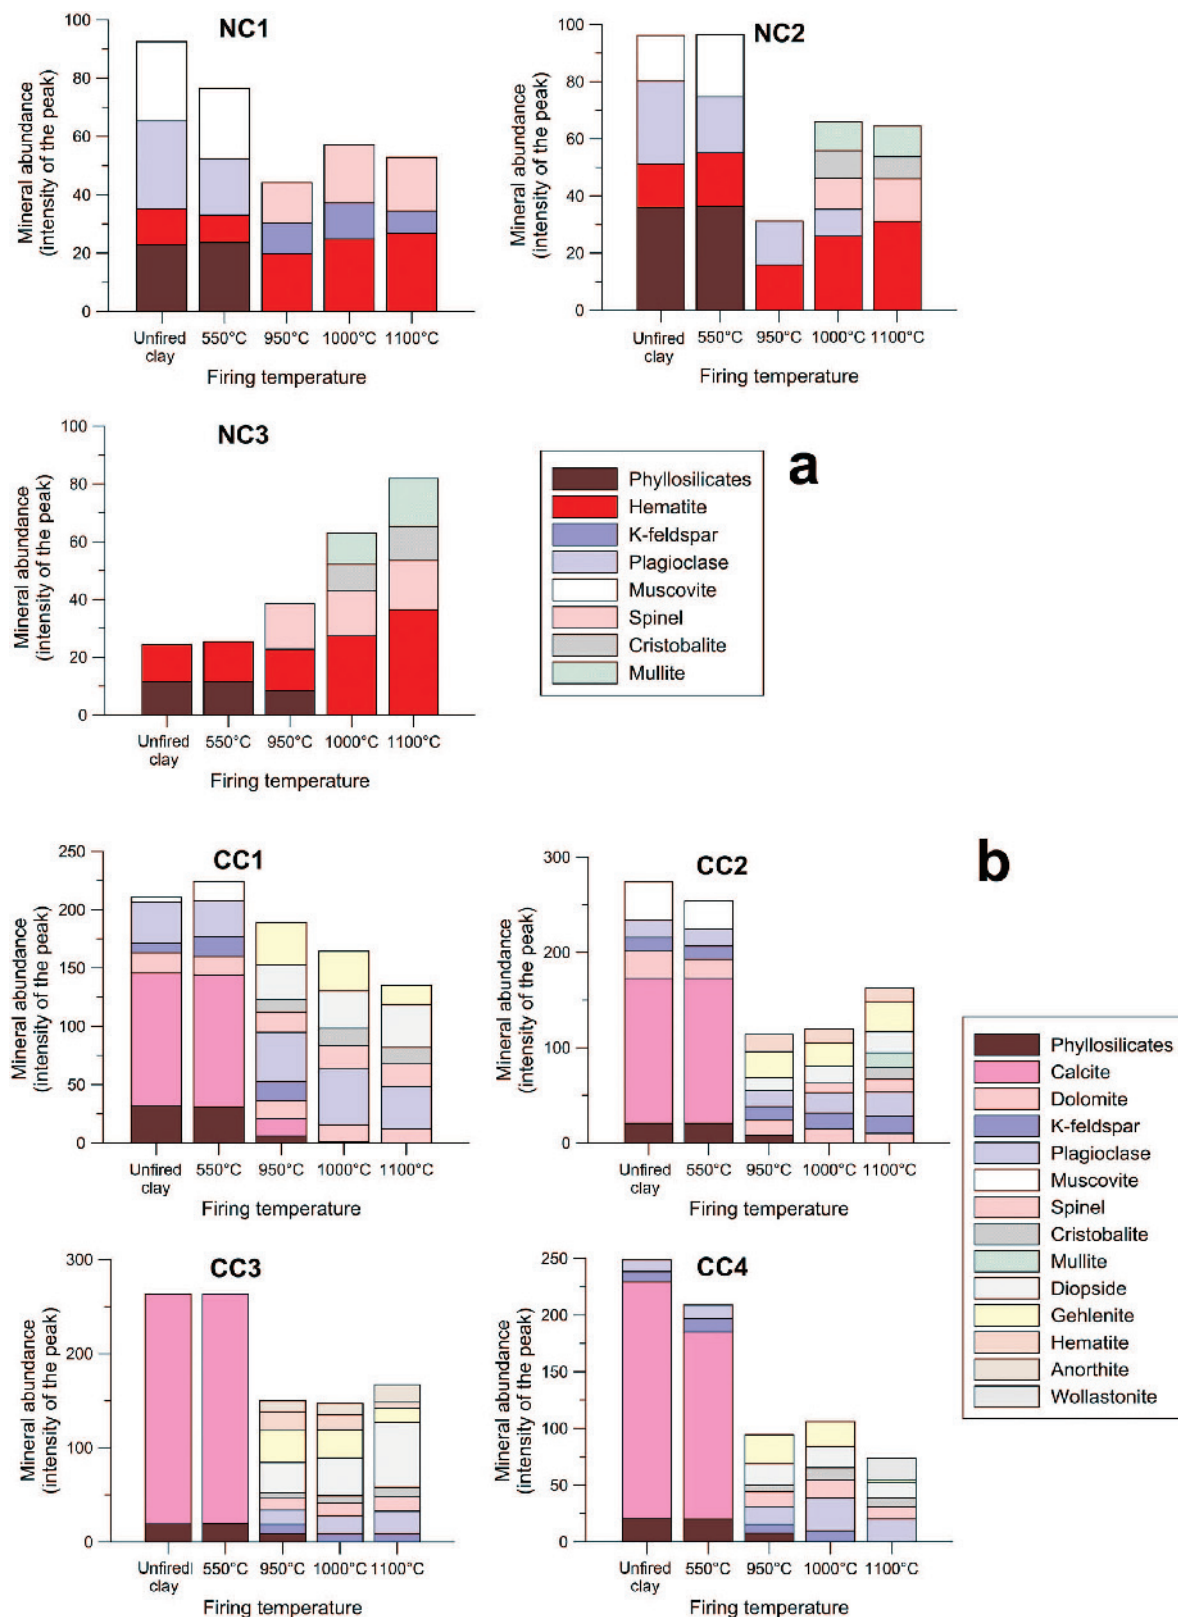 NC1
Mineral abundance
(intensity of the peak)
100
80
60
40
20
0
Unfired
clay
550°C
950°C
1000°C
1100°C
Firing temperature
NC2
Mineral abundance
(intensity of the peak)
100
80
60
40
20
0
Unfired
clay
550°C
950°C
1000°C
1100°C
Firing temperature
NC3
Mineral abundance
(intensity of the peak)
100
80
60
40
20
0
Unfired
clay
550°C
950°C
1000°C
1100°C
Firing temperature
a
Phyllosilicates
Hematite
K-feldspar
Plagioclase
Muscovite
Spinel
Cristobalite
Mullite
CC1
Mineral abundance
(intensity of the peak)
250
200
150
100
50
0
Unfired
clay
550°C
950°C
1000°C
1100°C
Firing temperature
CC2
Mineral abundance
(intensity of the peak)
300
200
100
0
Unfired
clay
550°C
950°C
1000°C
1100°C
Firing temperature
b
Phyllosilicates
Calcite
Dolomite
K-feldspar
Plagioclase
Muscovite
Spinel
Cristobalite
Mullite
Diopside
Gehlenite
Hematite
Anorthite
Wollastonite
CC3
Mineral abundance
(intensity of the peak)
300
200
100
0
Unfired
clay
550°C
950°C
1000°C
1100°C
Firing temperature
CC4
Mineral abundance
(intensity of the peak)
250
200
150
100
50
0
Unfired
clay
550°C
950°C
1000°C
1100°C
Firing temperature